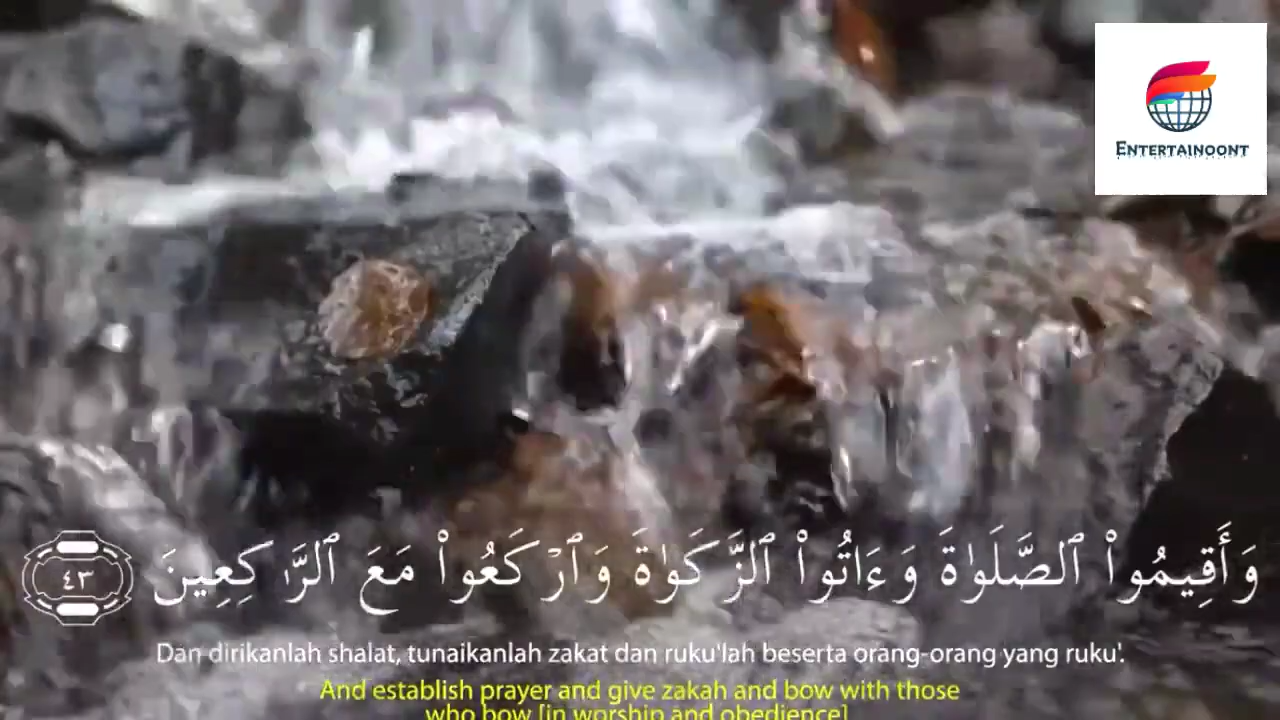 ENTERTAINOONT
وَأَقِيمُوا۟ ٱلصَّلَوٰةَ وَءَاتُوا۟ ٱلزَّكَوٰةَ وَٱرْكَعُوا۟ مَعَ ٱلرَّٰكِعِينَ ٤٣
Dan dirikanlah shalat, tunaikanlah zakat dan ruku'lah beserta orang-orang yang ruku'.
And establish prayer and give zakah and bow with those
who bow [in worship and obedience]